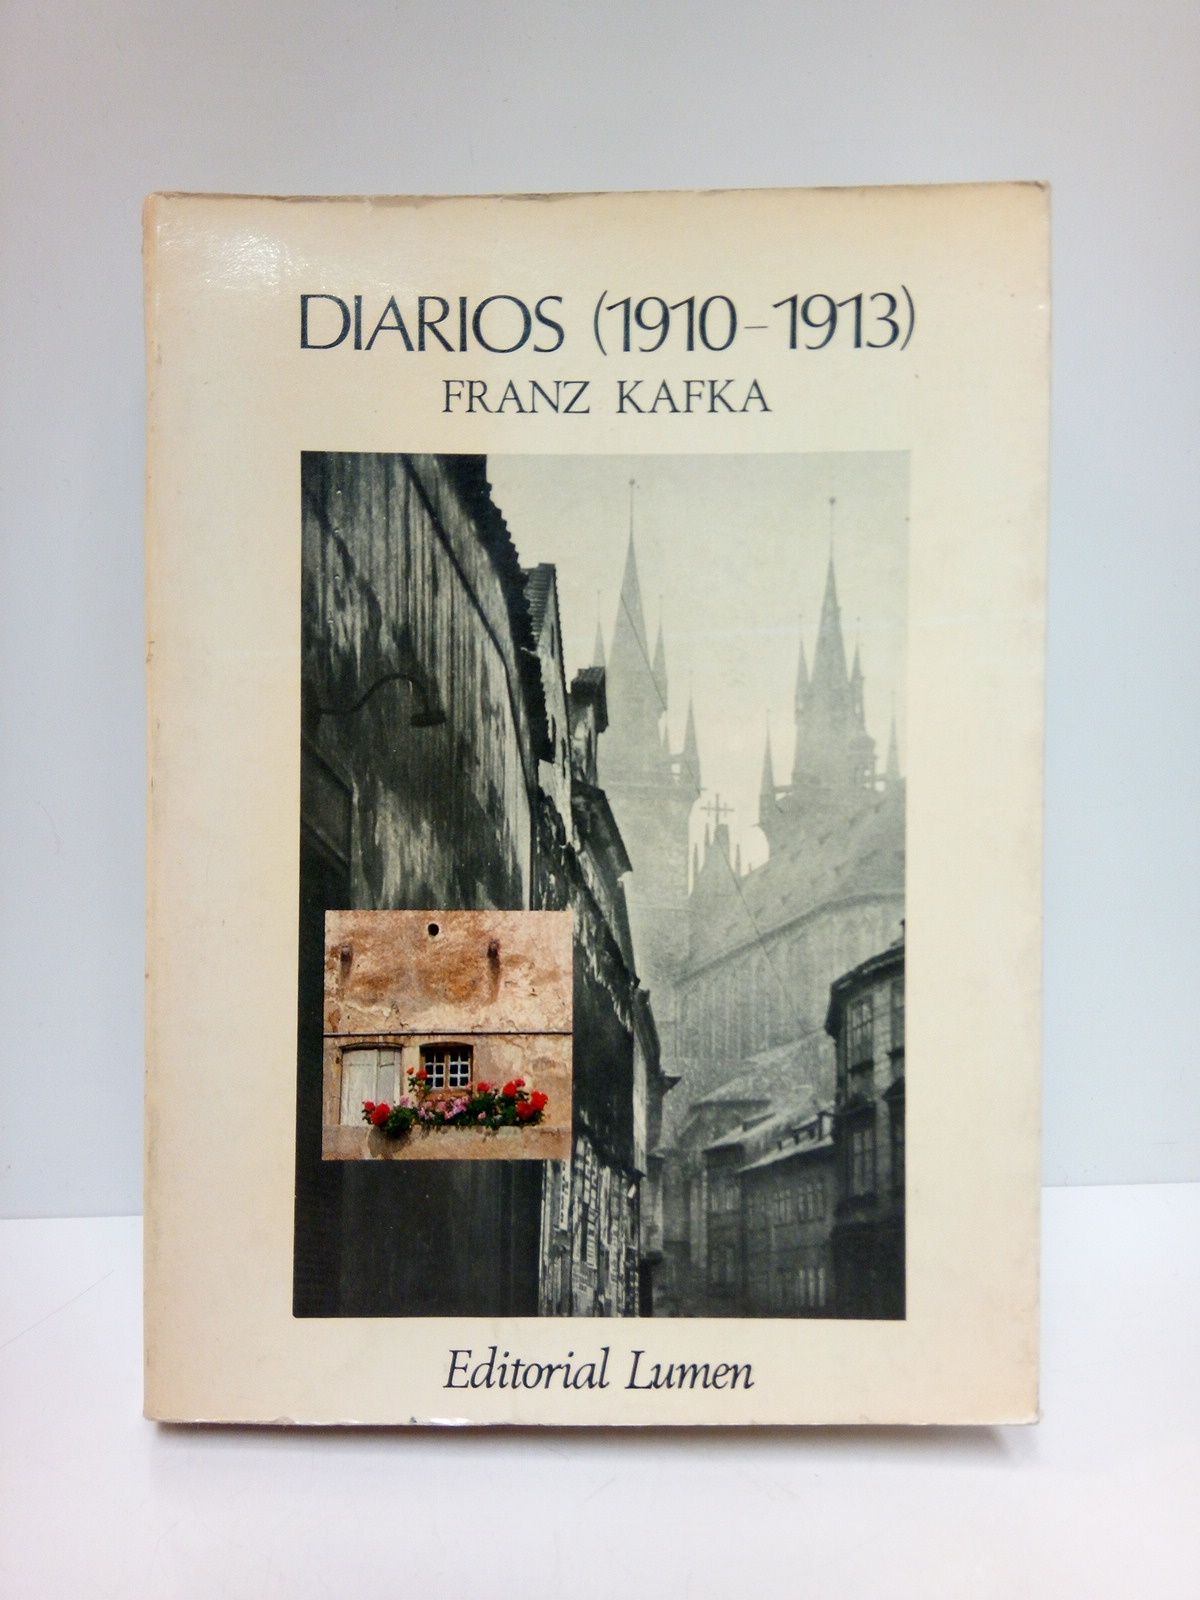 DIARIOS (1910–1913)
FRANZ KAFKA
Editorial Lumen